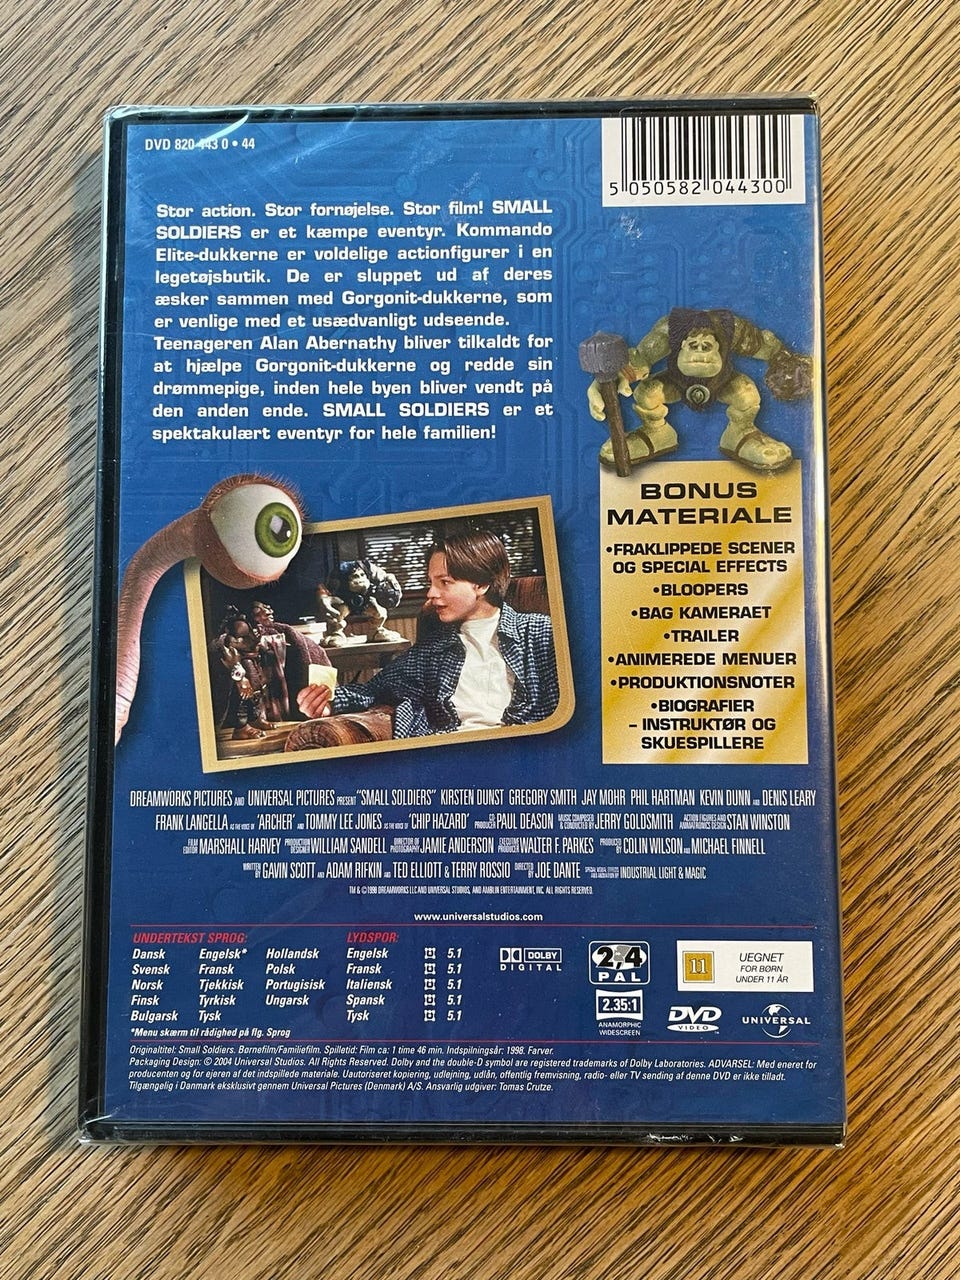 DVD 820 443 0 • 44
5 050582 044300
Stor action. Stor fornøjelse. Stor film! SMALL
SOLDIERS er et kæmpe eventyr. Kommando
Elite-dukkerne er voldelige actionfigurer i en
legetøjsbutik. De er sluppet ud af deres
æsker sammen med Gorgonit-dukkerne, som
er venlige med et usædvanligt udseende.
Teenageren Alan Abernathy bliver tilkaldt for
at hjælpe Gorgonit-dukkerne og redde sin
drømmepige, inden hele byen bliver vendt på
den anden ende. SMALL SOLDIERS er et
spektakulært eventyr for hele familien!
BONUS
MATERIALE
•FRAKLIPPEDE SCENER
OG SPECIAL EFFECTS
•BLOOPERS
•BAG KAMERAET
•TRAILER
•ANIMEREDE MENUER
•PRODUKTIONSNOTER
•BIOGRAFIER
– INSTRUKTØR OG
SKUESPILLERE
DREAMWORKS PICTURES AND UNIVERSAL PICTURES PRESENT "SMALL SOLDIERS" KIRSTEN DUNST GREGORY SMITH JAY MOHR PHIL HARTMAN KEVIN DUNN AND DENIS LEARY
FRANK LANGELLA AS THE VOICE OF 'ARCHER' AND TOMMY LEE JONES AS THE VOICE OF 'CHIP HAZARD' CO-PRODUCER PAUL DEASON MUSIC COMPOSED & CONDUCTED BY JERRY GOLDSMITH ACTION FIGURES AND ANIMATRONICS DESIGN STAN WINSTON
FILM EDITOR MARSHALL HARVEY PRODUCTION DESIGNER WILLIAM SANDELL DIRECTOR OF PHOTOGRAPHY JAMIE ANDERSON EXECUTIVE PRODUCER WALTER F. PARKES PRODUCED BY COLIN WILSON AND MICHAEL FINNELL
WRITTEN BY GAVIN SCOTT AND ADAM RIFKIN AND TED ELLIOTT & TERRY ROSSIO DIRECTED BY JOE DANTE SPECIAL VISUAL EFFECTS AND ANIMATION BY INDUSTRIAL LIGHT & MAGIC
TM & © 1998 DREAMWORKS LLC AND UNIVERSAL STUDIOS, AND AMBLIN ENTERTAINMENT, INC. ALL RIGHTS RESERVED.
www.universalstudios.com
UNDERTEKST SPROG: LYDSPOR:
Dansk Engelsk* Hollandsk Engelsk 5.1
Svensk Fransk Polsk Fransk 5.1
Norsk Tjekkisk Portugisisk Italiensk 5.1
Finsk Tyrkisk Ungarsk Spansk 5.1
Bulgarsk Tysk Tysk 5.1
*Menu skærm til rådighed på flg. Sprog
DOLBY
DIGITAL
2,4
PAL
2.35:1
ANAMORPHIC
WIDESCREEN
11
UEGNET
FOR BØRN
UNDER 11 ÅR
DVD
VIDEO
UNIVERSAL
Originaltitel: Small Soldiers. Børnefilm/Familiefilm. Spilletid: Film ca: 1 time 46 min. Indspilningsår: 1998. Farver.
Packaging Design: © 2004 Universal Studios. All Rights Reserved. Dolby and the double-D symbol are registered trademarks of Dolby Laboratories. ADVARSEL: Med eneret for
producenten og for ejeren af det indspillede materiale. Uautoriseret kopiering, udlejning, udlån, offentlig fremvisning, radio- eller TV sending af denne DVD er ikke tilladt.
Tilgængelig i Danmark eksklusivt gennem Universal Pictures (Denmark) A/S. Ansvarlig udgiver: Tomas Crutze.